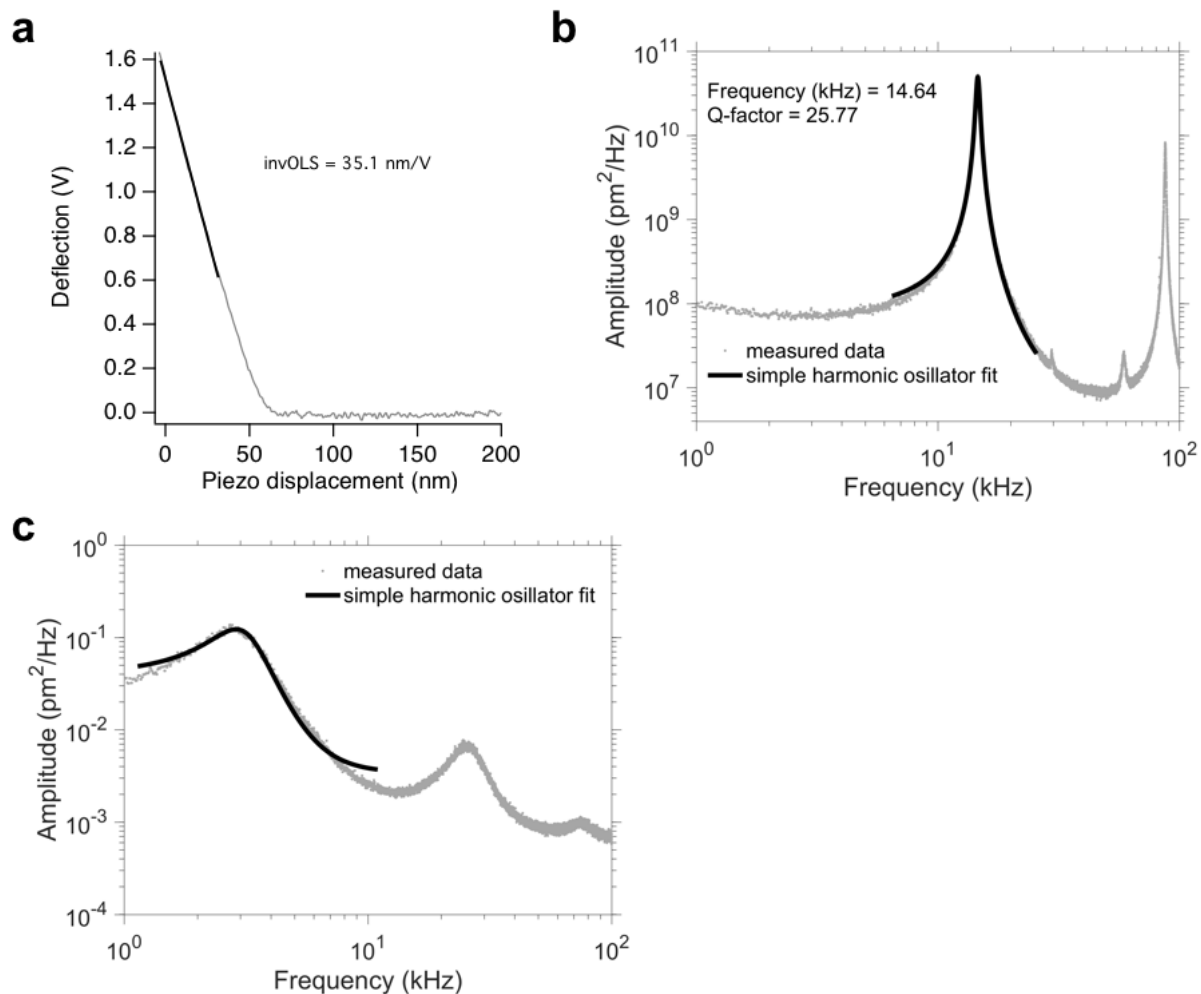 a
Deflection (V)
1.6
1.4
1.2
1.0
0.8
0.6
0.4
0.2
0.0
invOLS = 35.1 nm/V
0 50 100 150 200
Piezo displacement (nm)
b
Amplitude (pm²/Hz)
10¹¹
10¹⁰
10⁹
10⁸
10⁷
Frequency (kHz) = 14.64
Q-factor = 25.77
measured data
simple harmonic osillator fit
10⁰ 10¹ 10²
Frequency (kHz)
c
Amplitude (pm²/Hz)
10⁰
10⁻¹
10⁻²
10⁻³
10⁻⁴
measured data
simple harmonic osillator fit
10⁰ 10¹ 10²
Frequency (kHz)